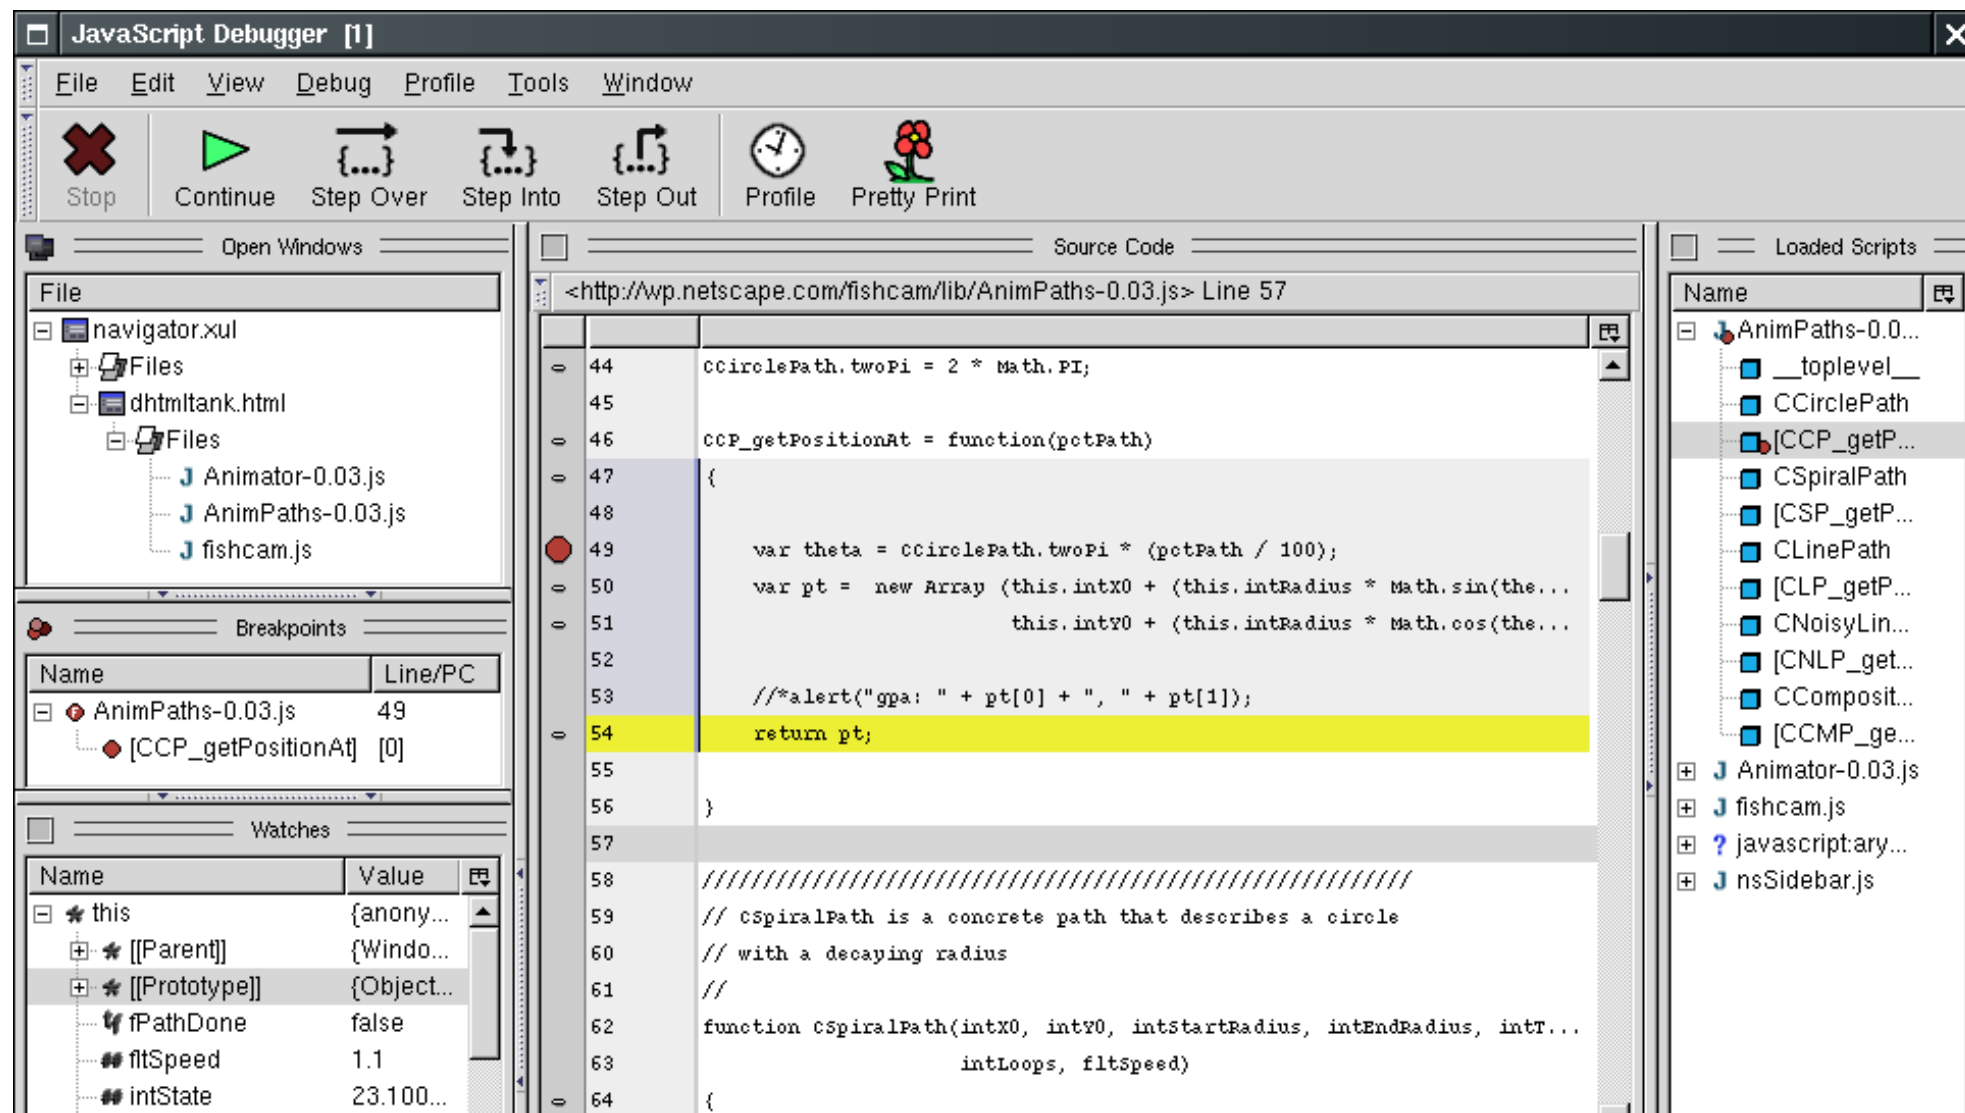 JavaScript Debugger [1]
File Edit View Debug Profile Tools Window
Stop Continue Step Over Step Into Step Out Profile Pretty Print
Open Windows
File
navigator.xul
Files
dhtmltank.html
Files
Animator-0.03.js
AnimPaths-0.03.js
fishcam.js
Breakpoints
Name Line/PC
AnimPaths-0.03.js 49
[CCP_getPositionAt] [0]
Watches
Name Value
this {anony...
[[Parent]] {Windo...
[[Prototype]] {Object...
fPathDone false
fltSpeed 1.1
intState 23.100...
Source Code
<http://wp.netscape.com/fishcam/lib/AnimPaths-0.03.js> Line 57
44 CCirclePath.twoPi = 2 * Math.PI;
45
46 CCP_getPositionAt = function(pctPath)
47 {
48
49 var theta = CCirclePath.twoPi * (pctPath / 100);
50 var pt =  new Array (this.intX0 + (this.intRadius * Math.sin(the...
51 this.intY0 + (this.intRadius * Math.cos(the...
52
53 //*alert("gpa: " + pt[0] + ", " + pt[1]);
54 return pt;
55
56 }
57
58 //////////////////////////////////////////////////////////
59 // CSpiralPath is a concrete path that describes a circle
60 // with a decaying radius
61 //
62 function CSpiralPath(intX0, intY0, intStartRadius, intEndRadius, intT...
63 intLoops, fltSpeed)
64 {
Loaded Scripts
Name
AnimPaths-0.0...
__toplevel__
CCirclePath
[CCP_getP...
CSpiralPath
[CSP_getP...
CLinePath
[CLP_getP...
CNoisyLin...
[CNLP_get...
CComposit...
[CCMP_ge...
Animator-0.03.js
fishcam.js
javascript:ary...
nsSidebar.js